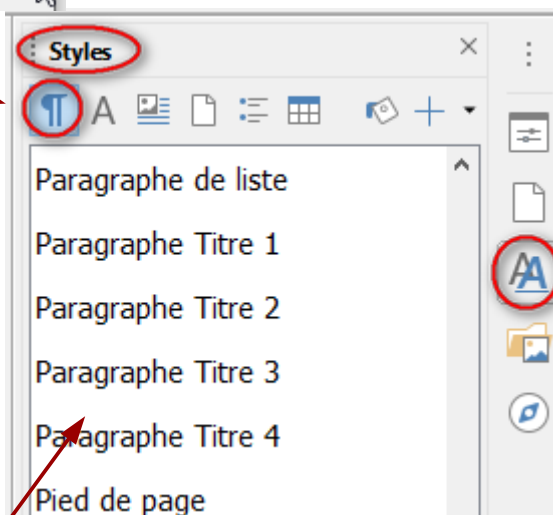 Styles
Paragraphe de liste
Paragraphe Titre 1
Paragraphe Titre 2
Paragraphe Titre 3
Paragraphe Titre 4
Pied de page